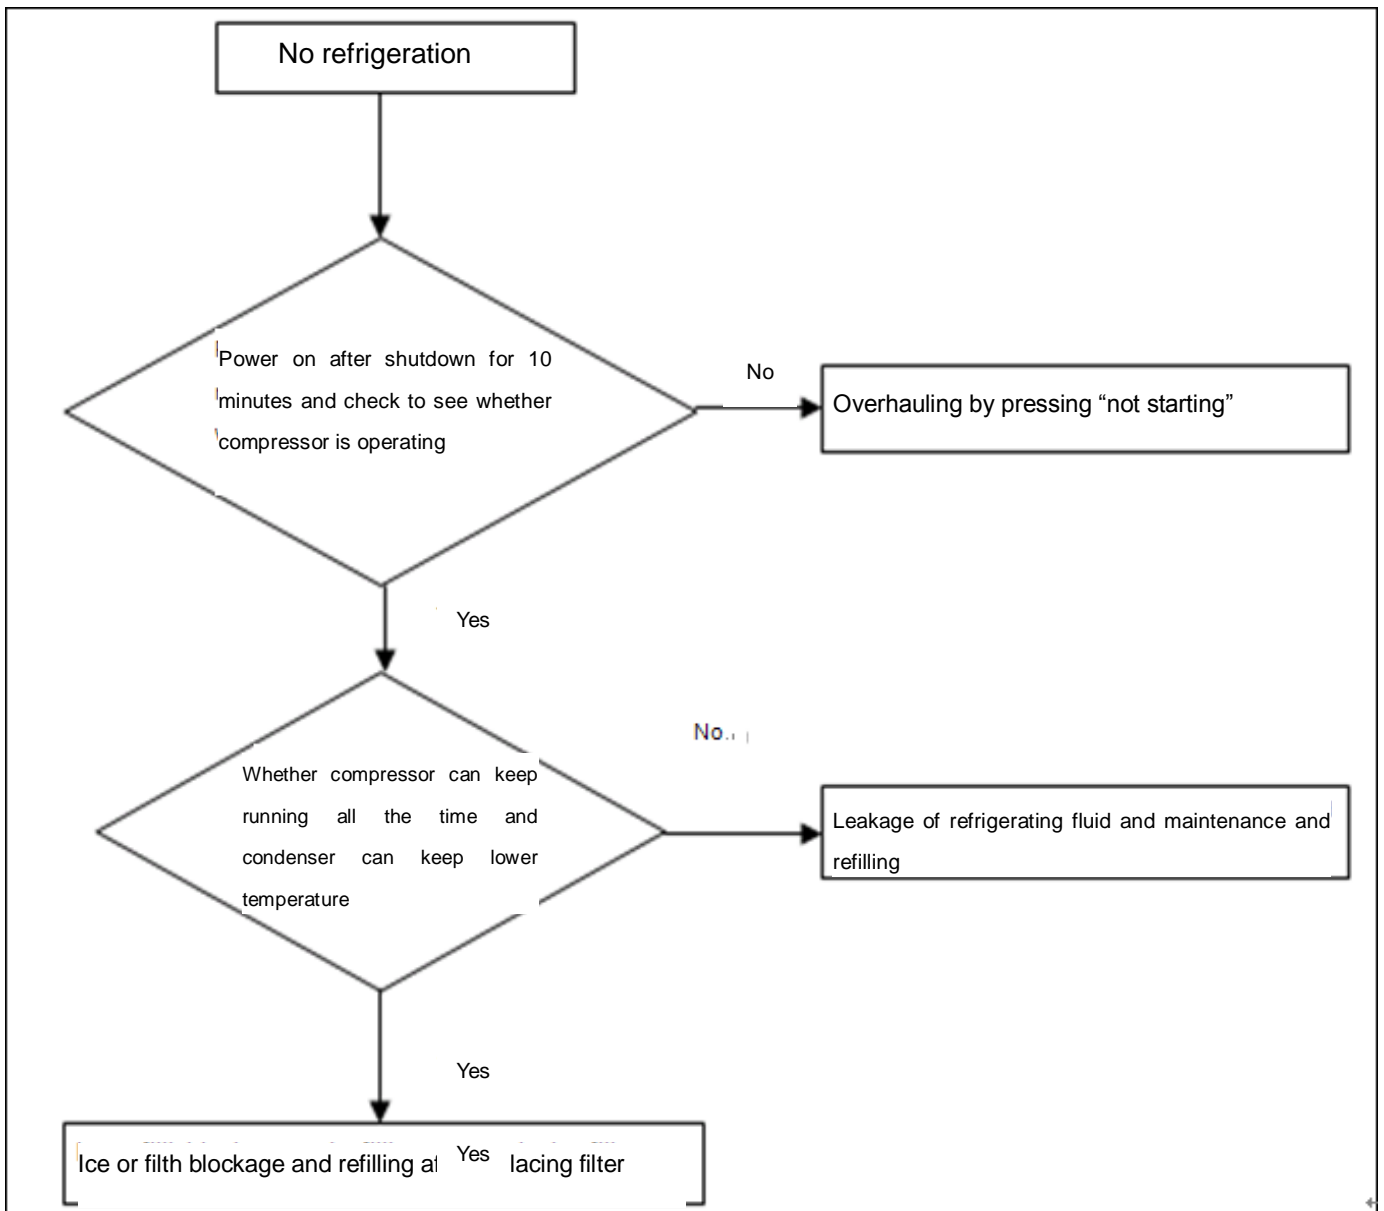 No refrigeration
Power on after shutdown for 10
minutes and check to see whether
compressor is operating
No
Overhauling by pressing “not starting”
Yes
No
Whether compressor can keep
running all the time and
condenser can keep lower
temperature
Leakage of refrigerating fluid and maintenance and
refilling
Yes
Ice or filth blockage and refilling Yes lacing filter